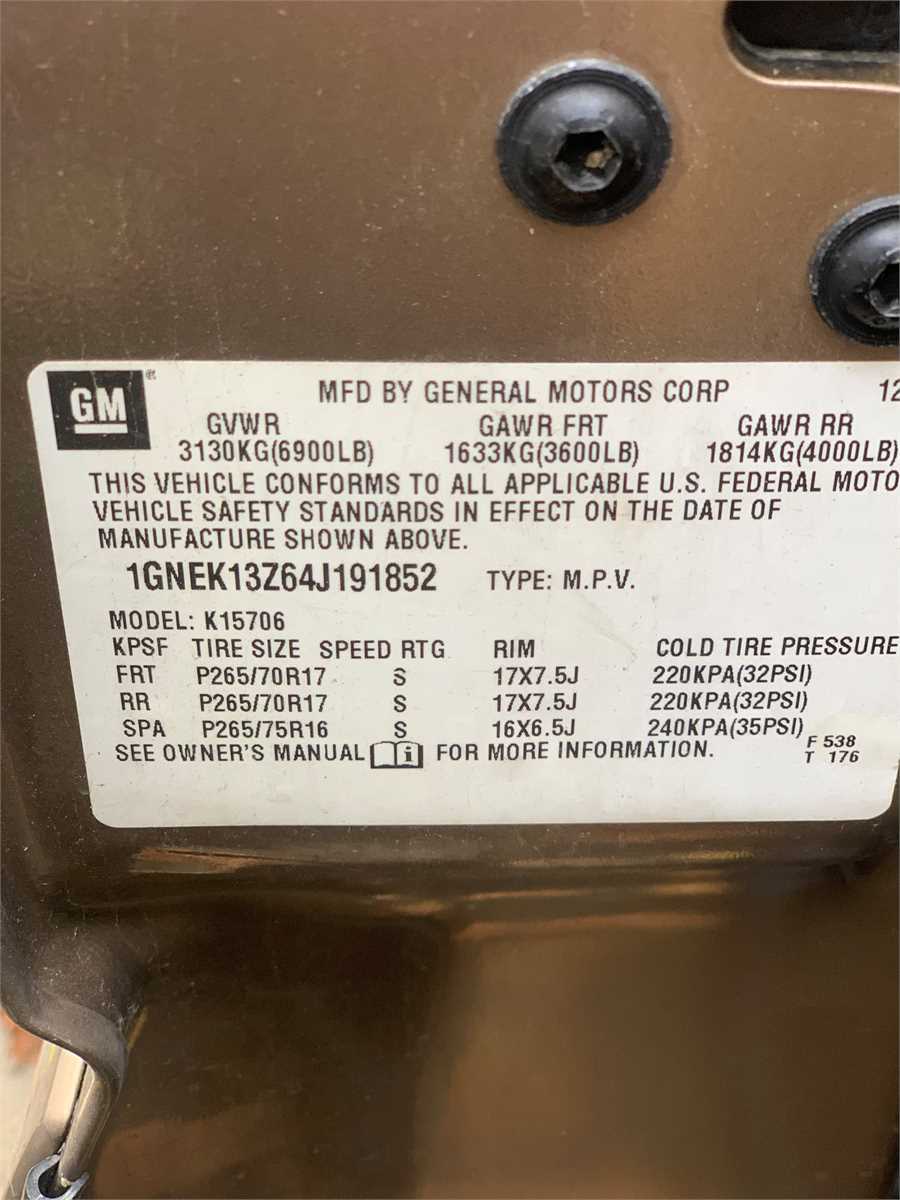 GM® MFD BY GENERAL MOTORS CORP 12
GVWR GAWR FRT GAWR RR
3130KG(6900LB) 1633KG(3600LB) 1814KG(4000LB)
THIS VEHICLE CONFORMS TO ALL APPLICABLE U.S. FEDERAL MOTO
VEHICLE SAFETY STANDARDS IN EFFECT ON THE DATE OF
MANUFACTURE SHOWN ABOVE.
1GNEK13Z64J191852 TYPE: M.P.V.
MODEL: K15706
KPSF TIRE SIZE SPEED RTG RIM COLD TIRE PRESSURE
FRT P265/70R17 S 17X7.5J 220KPA(32PSI)
RR P265/70R17 S 17X7.5J 220KPA(32PSI)
SPA P265/75R16 S 16X6.5J 240KPA(35PSI)
SEE OWNER'S MANUAL i FOR MORE INFORMATION.
F 538
T 176